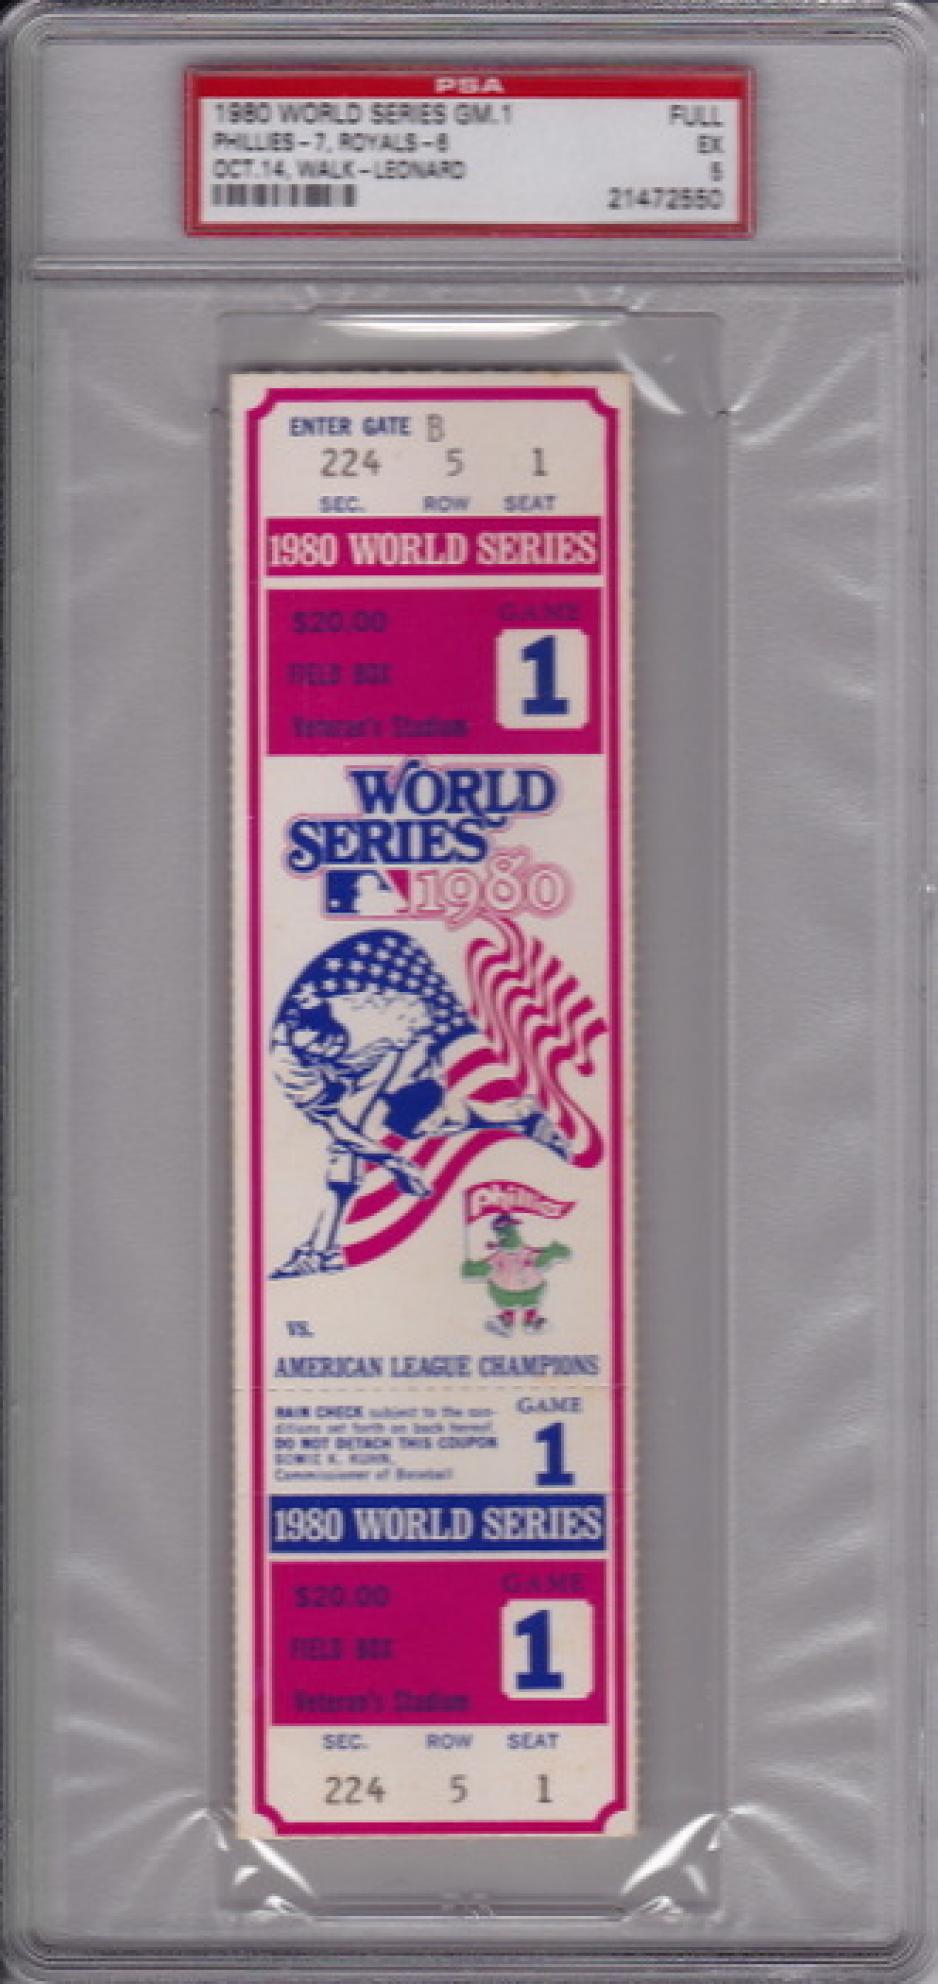 PSA
1980 WORLD SERIES GM.1 FULL
PHILLIES-7, ROYALS-6 EX
OCT.14, WALK-LEONARD 5
21472550
ENTER GATE B
224 5 1
SEC. ROW SEAT
1980 WORLD SERIES
$20.00 GAME
FIELD BOX 1
Veteran's Stadium
WORLD
SERIES
1980
Phillies
VS.
AMERICAN LEAGUE CHAMPIONS
RAIN CHECK subject to the con- GAME
ditions set forth on back hereof. 1
DO NOT DETACH THIS COUPON
BOWIE K. KUHN,
Commissioner of Baseball
1980 WORLD SERIES
$20.00 GAME
FIELD BOX 1
Veteran's Stadium
SEC. ROW SEAT
224 5 1